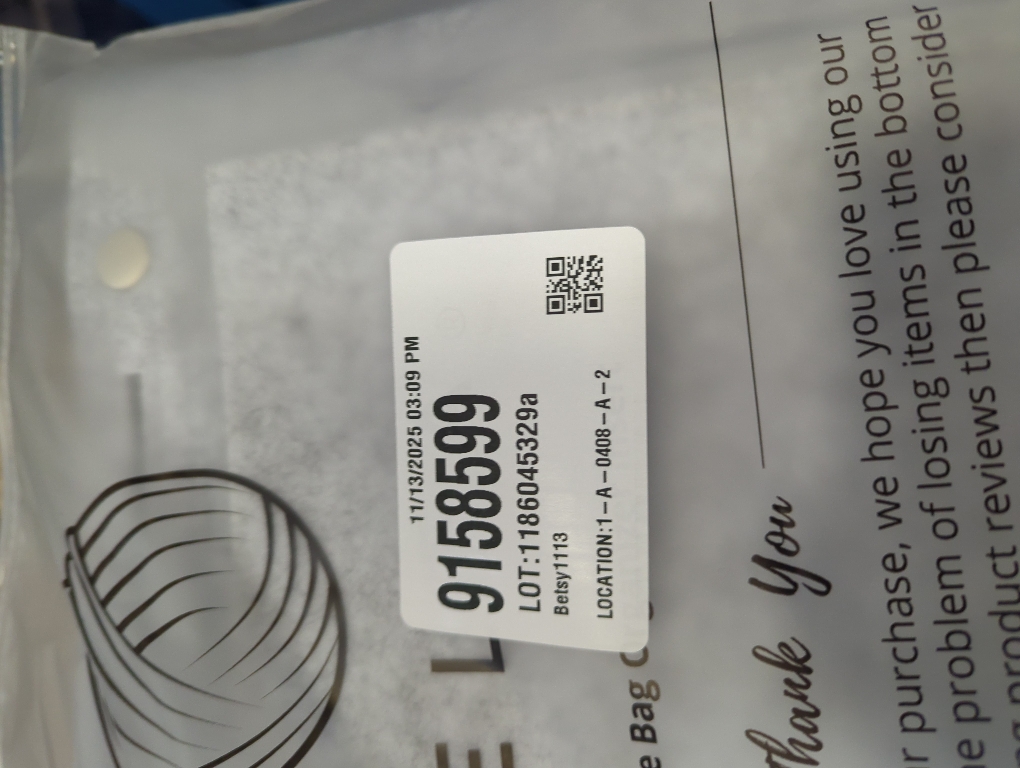 11/13/2025 03:09 PM
9158599
LOT:1186045329a
Betsy1113
LOCATION:1-A-0408-A-2
E L
Bag
Thank You
purchase, we hope you love using our
problem of losing items in the bottom
product reviews then please consider